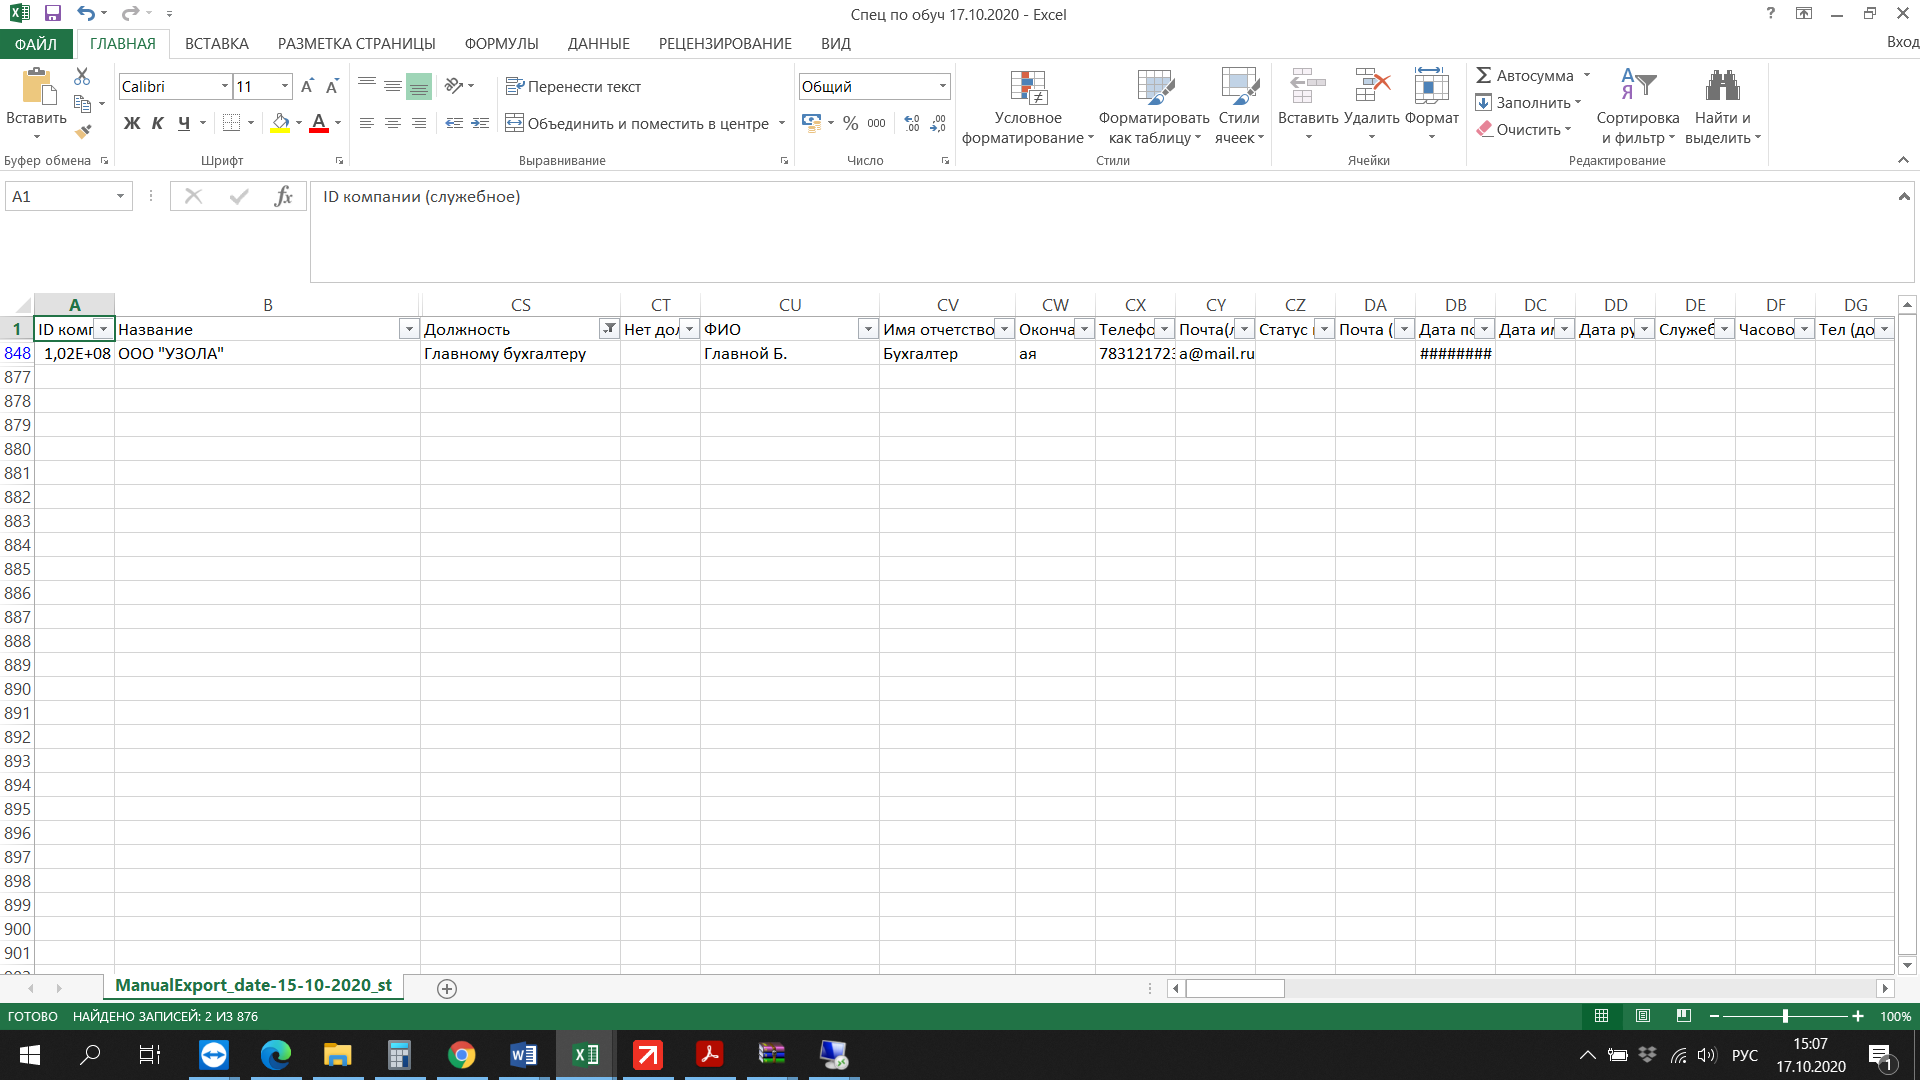 Спец по обуч 17.10.2020 - Excel
ФАЙЛ ГЛАВНАЯ ВСТАВКА РАЗМЕТКА СТРАНИЦЫ ФОРМУЛЫ ДАННЫЕ РЕЦЕНЗИРОВАНИЕ ВИД Вход
Calibri 11 Перенести текст Общий Автосумма
Вставить Условное Форматировать Стили Вставить Удалить Формат Заполнить Сортировка Найти и
Ж К Ч А Объединить и поместить в центре % 000 форматирование как таблицу ячеек Очистить и фильтр выделить
Буфер обмена Шрифт Выравнивание Число Стили Ячейки Редактирование
A1 fx ID компании (служебное)
A B CS CT CU CV CW CX CY CZ DA DB DC DD DE DF DG
1 ID комп Название Должность Нет дол ФИО Имя отчетство Оконча Телефо Почта(л Статус Почта ( Дата по Дата им Дата ру Служеб Часово Тел (до
848 1,02E+08 ООО "УЗОЛА" Главному бухгалтеру Главной Б. Бухгалтер ая 783121723 a@mail.ru ########
877
878
879
880
881
882
883
884
885
886
887
888
889
890
891
892
893
894
895
896
897
898
899
900
901
ManualExport_date-15-10-2020_st
ГОТОВО НАЙДЕНО ЗАПИСЕЙ: 2 ИЗ 876 100%
РУС 15:07
17.10.2020 1